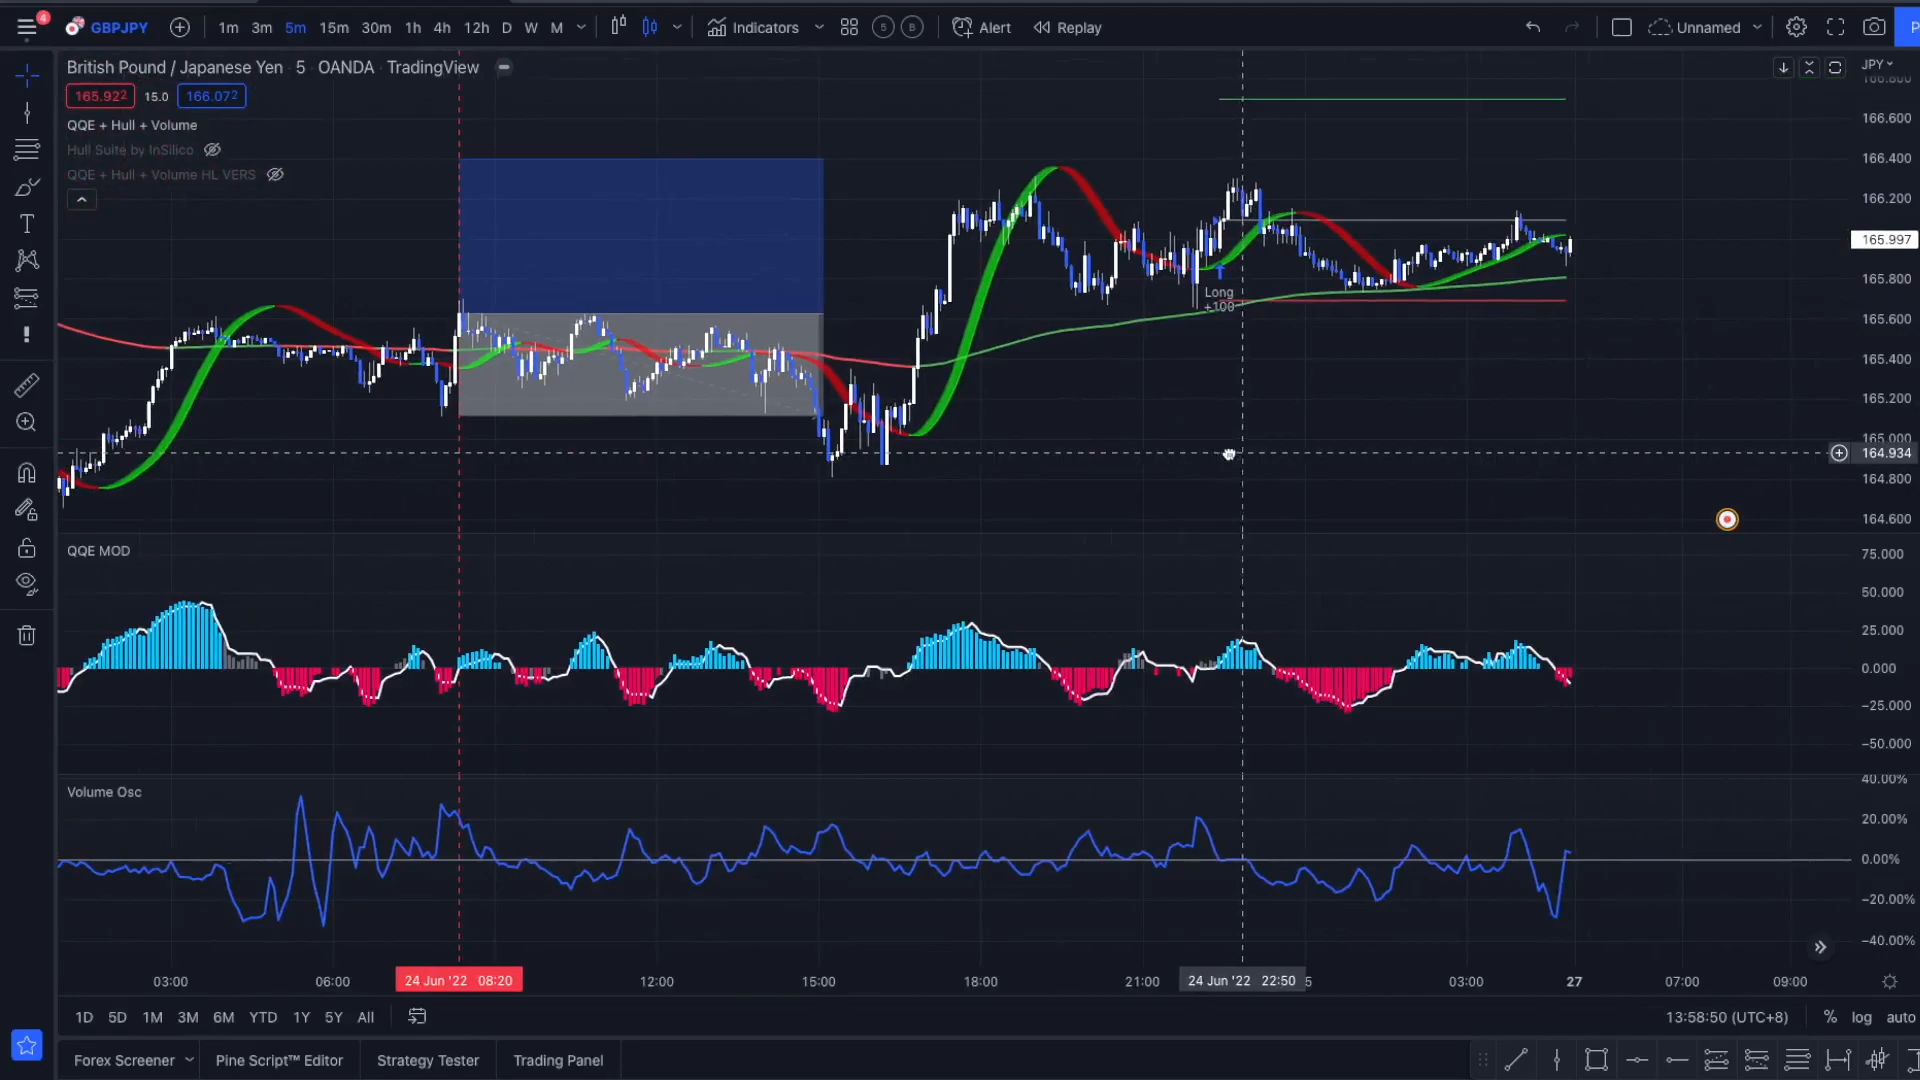 4 GBPJPY 1m 3m 5m 15m 30m 1h 4h 12h D W M Indicators S B Alert Replay Unnamed P
British Pound / Japanese Yen 5 OANDA TradingView JPY
165.922 15.0 166.072
QQE + Hull + Volume
Hull Suite by InSilico
QQE + Hull + Volume HL VERS
166.800
166.600
166.400
166.200
165.997
165.800
165.600
165.400
165.200
165.000
164.934
164.800
164.600
Long
+100
QQE MOD
75.000
50.000
25.000
0.000
−25.000
−50.000
Volume Osc
40.00%
20.00%
0.00%
−20.00%
−40.00%
03:00 06:00 24 Jun '22 08:20 12:00 15:00 18:00 21:00 24 Jun '22 22:50 5 03:00 27 07:00 09:00
1D 5D 1M 3M 6M YTD 1Y 5Y All 13:58:50 (UTC+8) % log auto
Forex Screener Pine Script™ Editor Strategy Tester Trading Panel